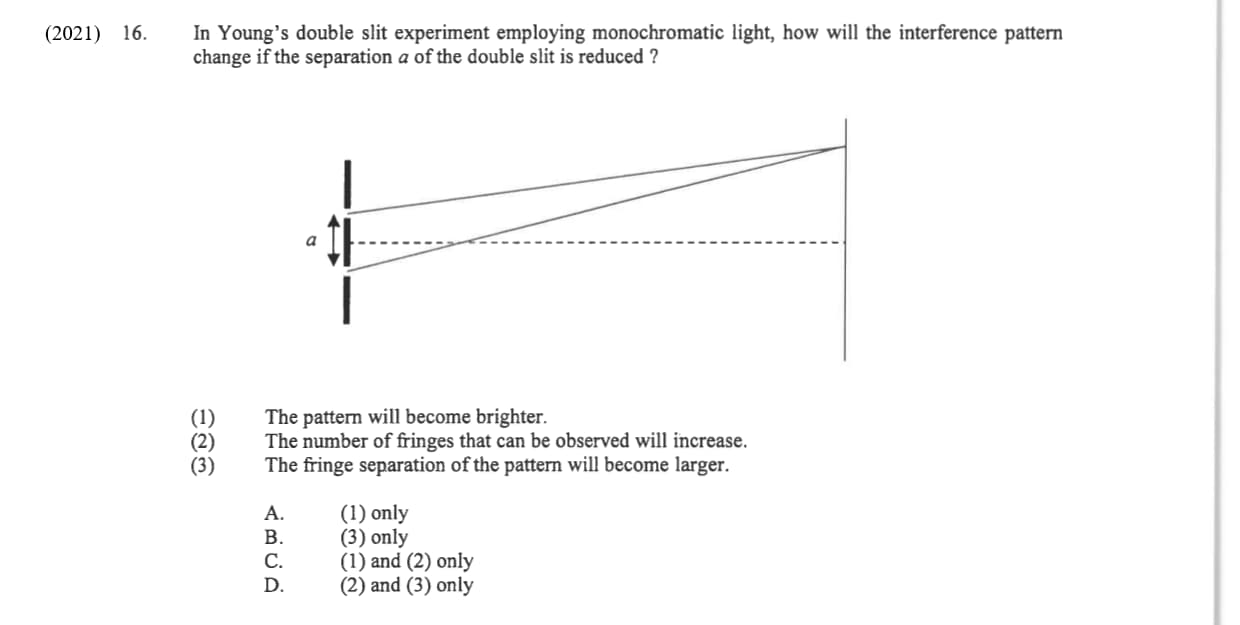 (2021) 16. In Young's double slit experiment employing monochromatic light, how will the interference pattern
change if the separation a of the double slit is reduced ?
a
(1) The pattern will become brighter.
(2) The number of fringes that can be observed will increase.
(3) The fringe separation of the pattern will become larger.
A. (1) only
B. (3) only
C. (1) and (2) only
D. (2) and (3) only